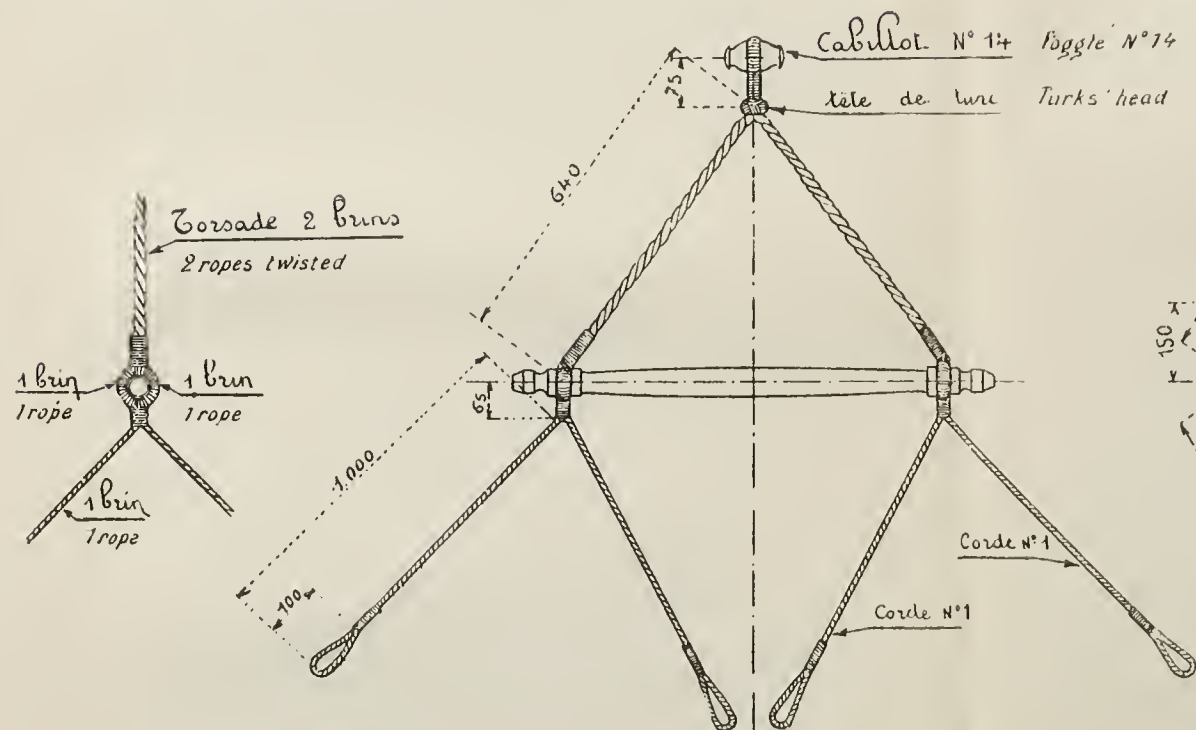 Cabillot N° 14 Toggle N° 14
75
tête de turc Turks' head
640
Torsade 2 brins
2 ropes twisted
150
1 brin
1 rope
1 brin
1 rope
65
1.000
1 brin
1 rope
Corde N° 1
100
Corde N° 1